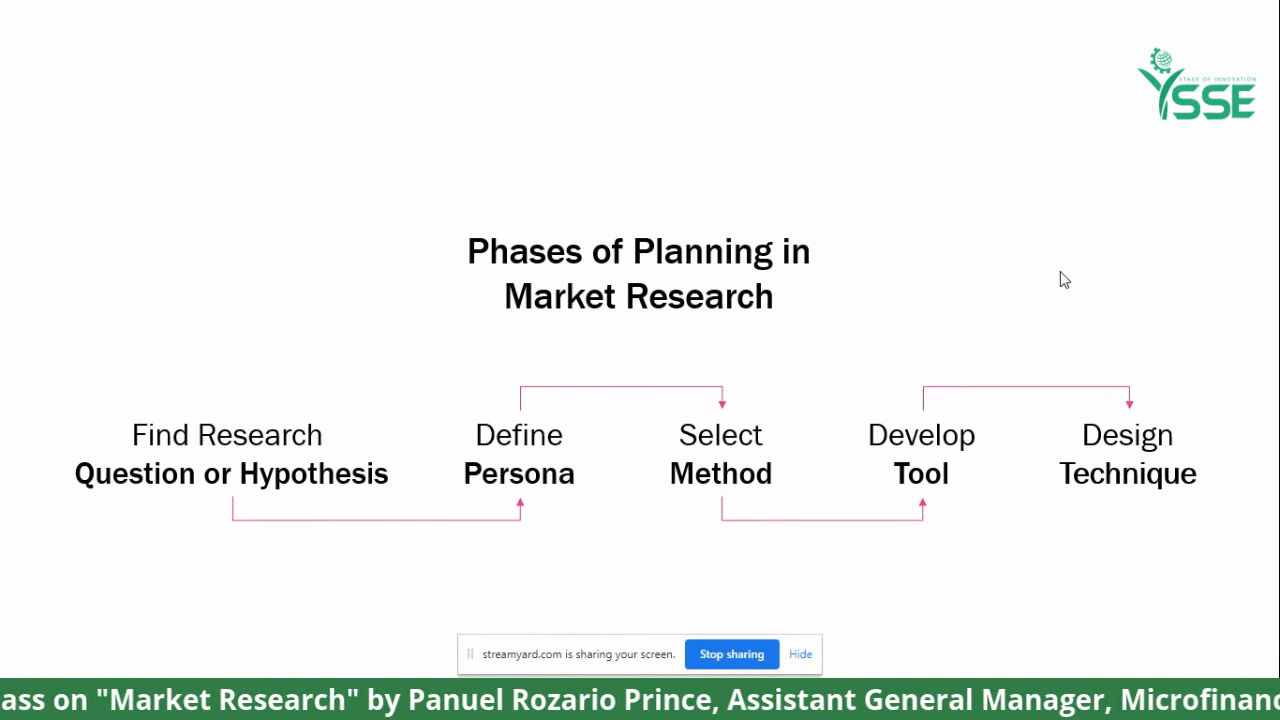 STAGE OF INNOVATION
YSSE
Phases of Planning in
Market Research
Find Research
Question or Hypothesis
Define
Persona
Select
Method
Develop
Tool
Design
Technique
streamyard.com is sharing your screen.
Stop sharing
Hide
ass on "Market Research" by Panuel Rozario Prince, Assistant General Manager, Microfinanc